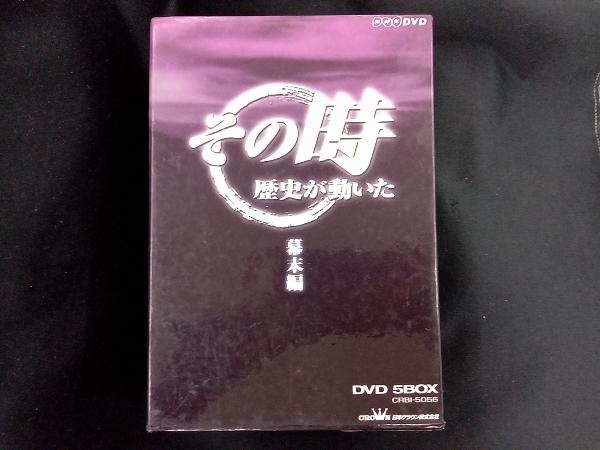 NHK DVD
その時
歴史が動いた
幕末編
DVD 5BOX
CRBI-5056
CROWN 日本クラウン株式会社